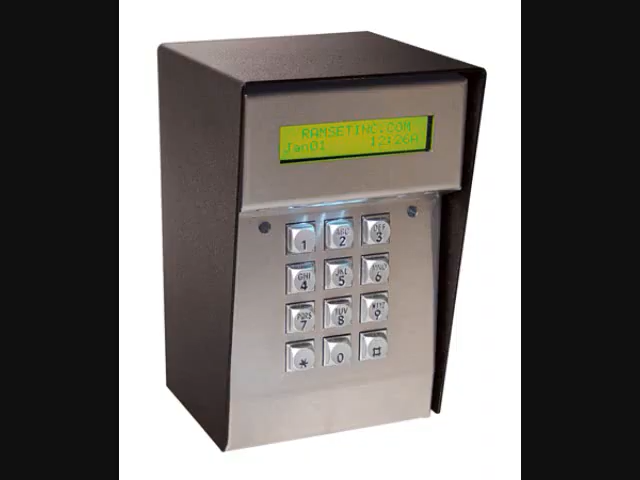 RAMSETINC.COM
Jan01 12:26A
1
ABC
2
DEF
3
GHI
4
JKL
5
MNO
6
PQRS
7
TUV
8
9
*
0
#